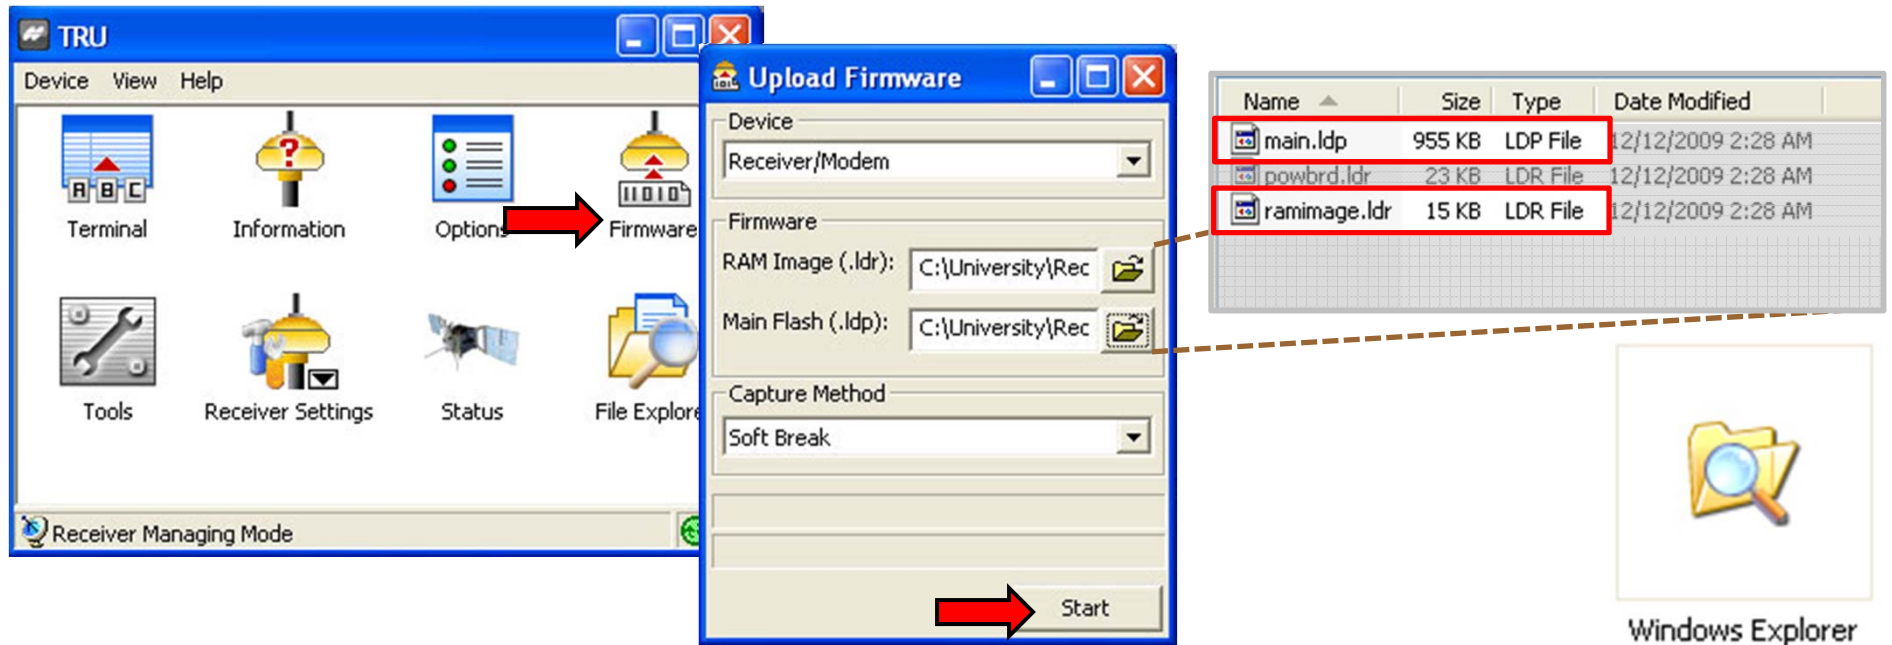 TRU
Device View Help
Terminal Information Options Firmware
Tools Receiver Settings Status File Explore
Receiver Managing Mode
Upload Firmware
Device
Receiver/Modem
Firmware
RAM Image (.ldr): C:\University\Rec
Main Flash (.ldp): C:\University\Rec
Capture Method
Soft Break
Start
Name Size Type Date Modified
main.ldp 955 KB LDP File 12/12/2009 2:28 AM
powbrd.ldr 23 KB LDR File 12/12/2009 2:28 AM
ramimage.ldr 15 KB LDR File 12/12/2009 2:28 AM
Windows Explorer